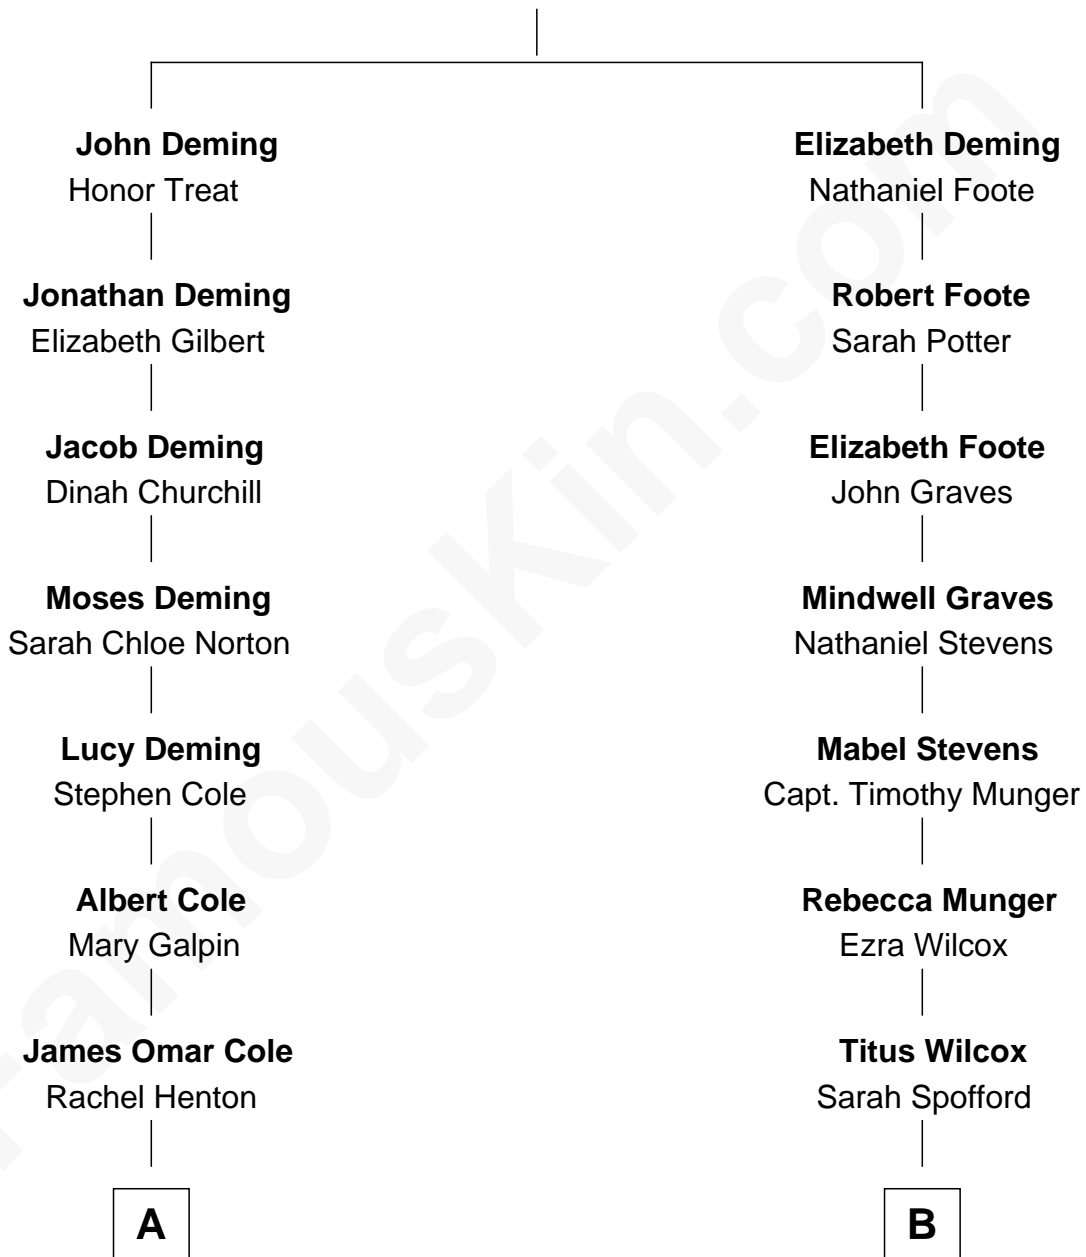 John Deming
Honor Treat
Jonathan Deming
Elizabeth Gilbert
Jacob Deming
Dinah Churchill
Moses Deming
Sarah Chloe Norton
Lucy Deming
Stephen Cole
Albert Cole
Mary Galpin
James Omar Cole
Rachel Henton
A
Elizabeth Deming
Nathaniel Foote
Robert Foote
Sarah Potter
Elizabeth Foote
John Graves
Mindwell Graves
Nathaniel Stevens
Mabel Stevens
Capt. Timothy Munger
Rebecca Munger
Ezra Wilcox
Titus Wilcox
Sarah Spofford
B
FamousKin.com